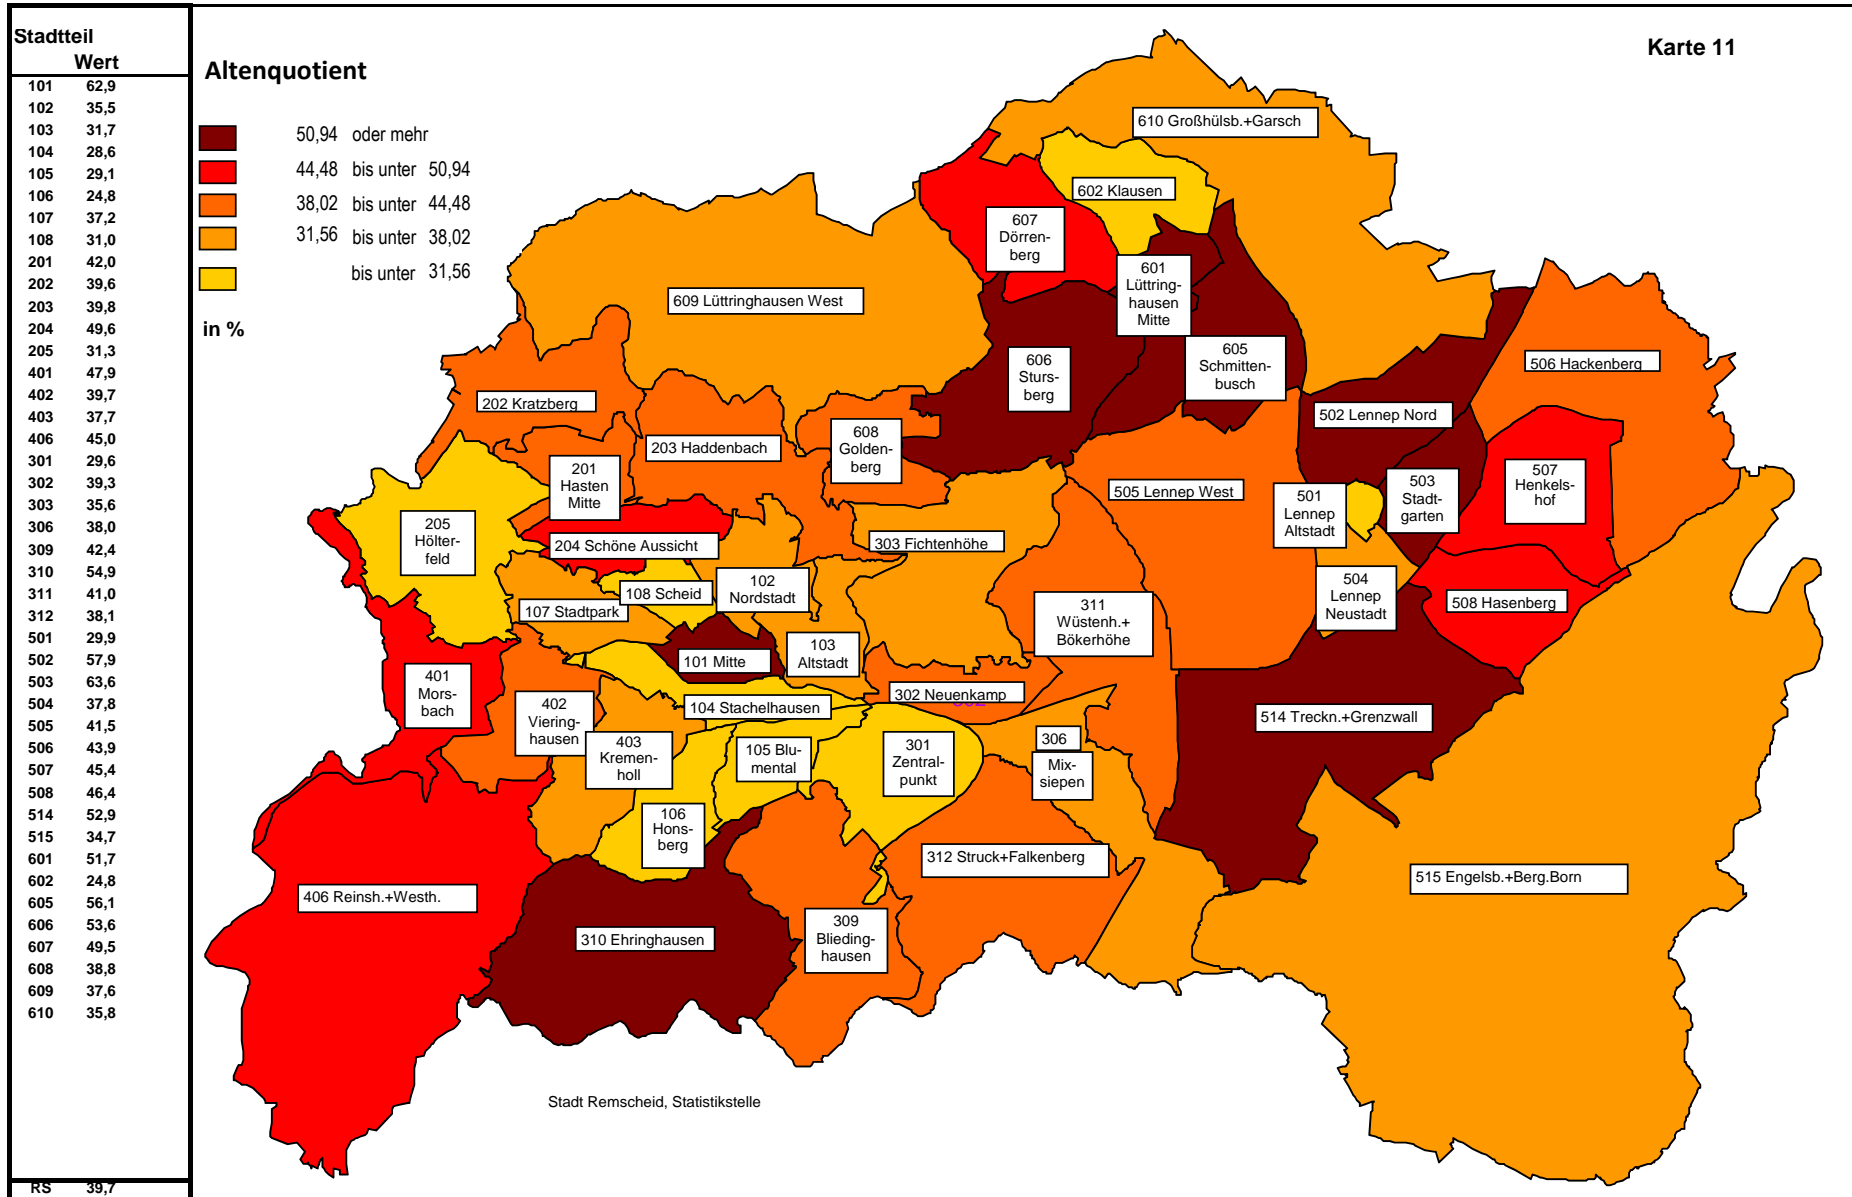 Stadtteil
Wert
101 62,9
102 35,5
103 31,7
104 28,6
105 29,1
106 24,8
107 37,2
108 31,0
201 42,0
202 39,6
203 39,8
204 49,6
205 31,3
401 47,9
402 39,7
403 37,7
406 45,0
301 29,6
302 39,3
303 35,6
306 38,0
309 42,4
310 54,9
311 41,0
312 38,1
501 29,9
502 57,9
503 63,6
504 37,8
505 41,5
506 43,9
507 45,4
508 46,4
514 52,9
515 34,7
601 51,7
602 24,8
605 56,1
606 53,6
607 49,5
608 38,8
609 37,6
610 35,8
RS 39,7
Altenquotient
50,94 oder mehr
44,48 bis unter 50,94
38,02 bis unter 44,48
31,56 bis unter 38,02
bis unter 31,56
in %
Karte 11
610 Großhülsb.+Garsch
602 Klausen
607
Dörren-
berg
601
Lüttring-
hausen
Mitte
609 Lüttringhausen West
605
Schmitten-
busch
606
Sturs-
berg
506 Hackenberg
202 Kratzberg
502 Lennep Nord
203 Haddenbach
608
Golden-
berg
201
Hasten
Mitte
507
Henkels-
hof
503
Stadt-
garten
505 Lennep West
501
Lennep
Altstadt
205
Hölter-
feld
204 Schöne Aussicht
303 Fichtenhöhe
102
Nordstadt
108 Scheid
107 Stadtpark
504
Lennep
Neustadt
508 Hasenberg
311
Wüstenh.+
Bökerhöhe
103
Altstadt
101 Mitte
401
Mors-
bach
302 Neuenkamp
402
Viering-
hausen
104 Stachelhausen
514 Treckn.+Grenzwall
403
Kremen-
holl
105 Blu-
mental
301
Zentral-
punkt
306
Mix-
siepen
106
Hons-
berg
312 Struck+Falkenberg
515 Engelsb.+Berg.Born
406 Reinsh.+Westh.
310 Ehringhausen
309
Blieding-
hausen
Stadt Remscheid, Statistikstelle